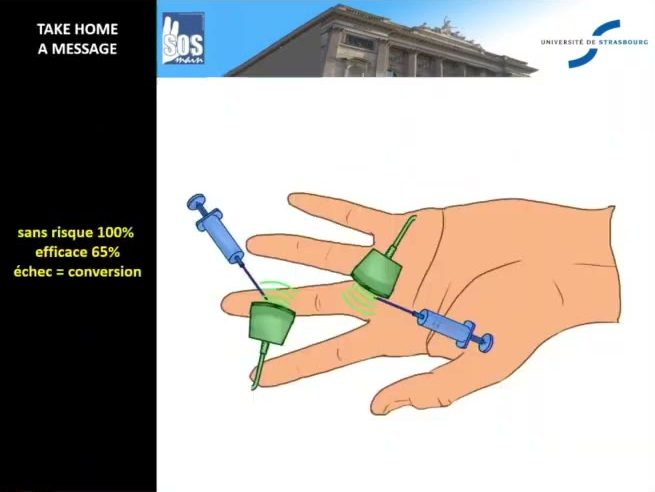 TAKE HOME
A MESSAGE
SOS
main
UNIVERSITÉ DE STRASBOURG
sans risque 100%
efficace 65%
échec = conversion